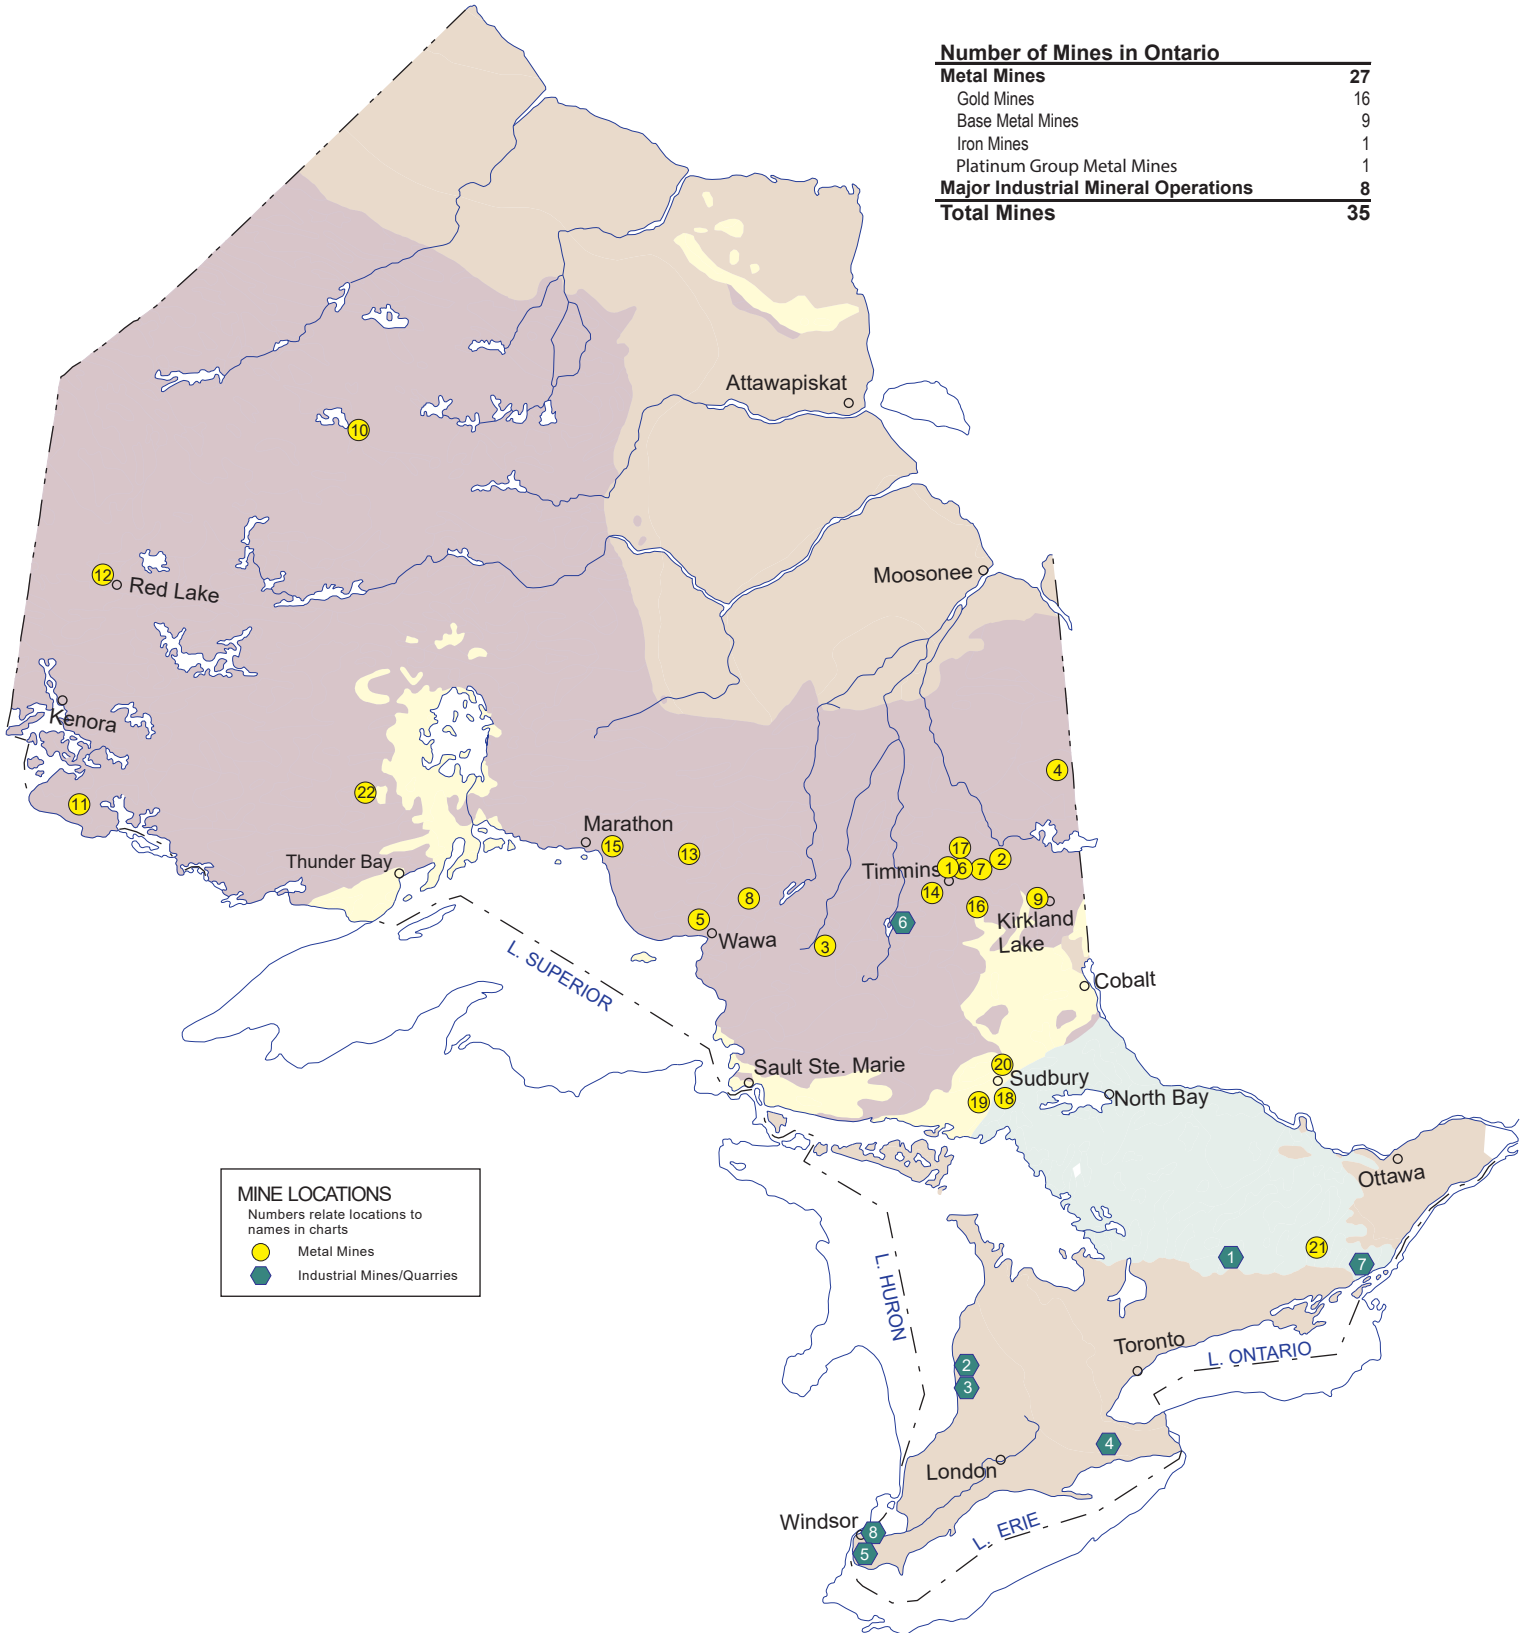 Number of Mines in Ontario
Metal Mines 27
Gold Mines 16
Base Metal Mines 9
Iron Mines 1
Platinum Group Metal Mines 1
Major Industrial Mineral Operations 8
Total Mines 35
Attawapiskat
10
Moosonee
12
Red Lake
Kenora
4
22
11
Marathon
15
13
17
2
Timmins
1
6
7
Thunder Bay
14
8
9
16
5
6
Kirkland
Lake
Wawa
3
L. SUPERIOR
Cobalt
20
Sault Ste. Marie
Sudbury
19
18
North Bay
Ottawa
MINE LOCATIONS
Numbers relate locations to
names in charts
Metal Mines
Industrial Mines/Quarries
21
1
7
L. HURON
Toronto
L. ONTARIO
2
3
4
London
Windsor
8
L. ERIE
5